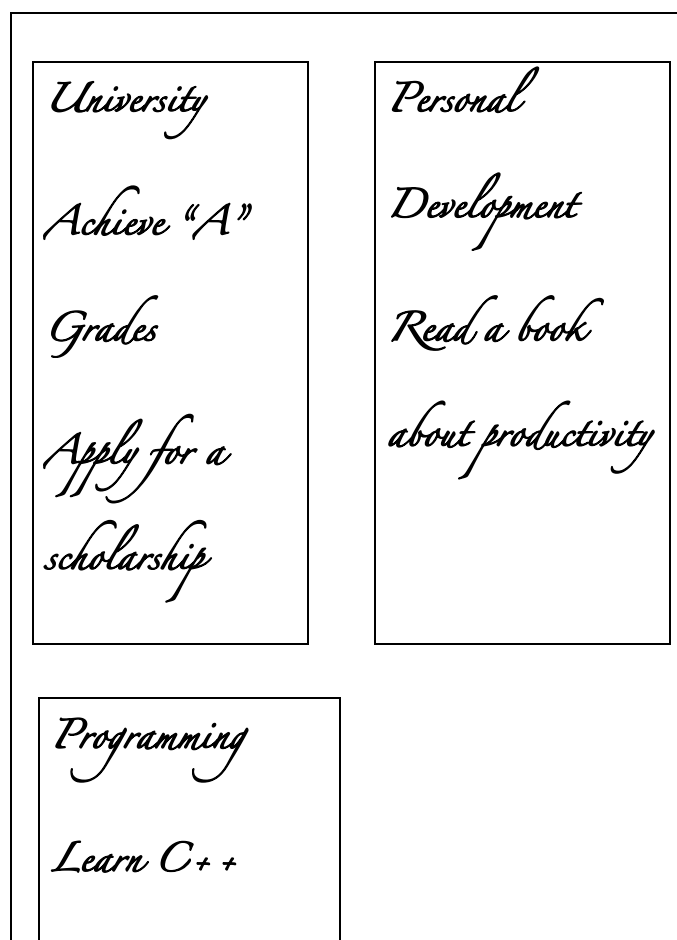 University
Achieve “A”
Grades
Apply for a
scholarship
Personal
Development
Read a book
about productivity
Programming
Learn C++